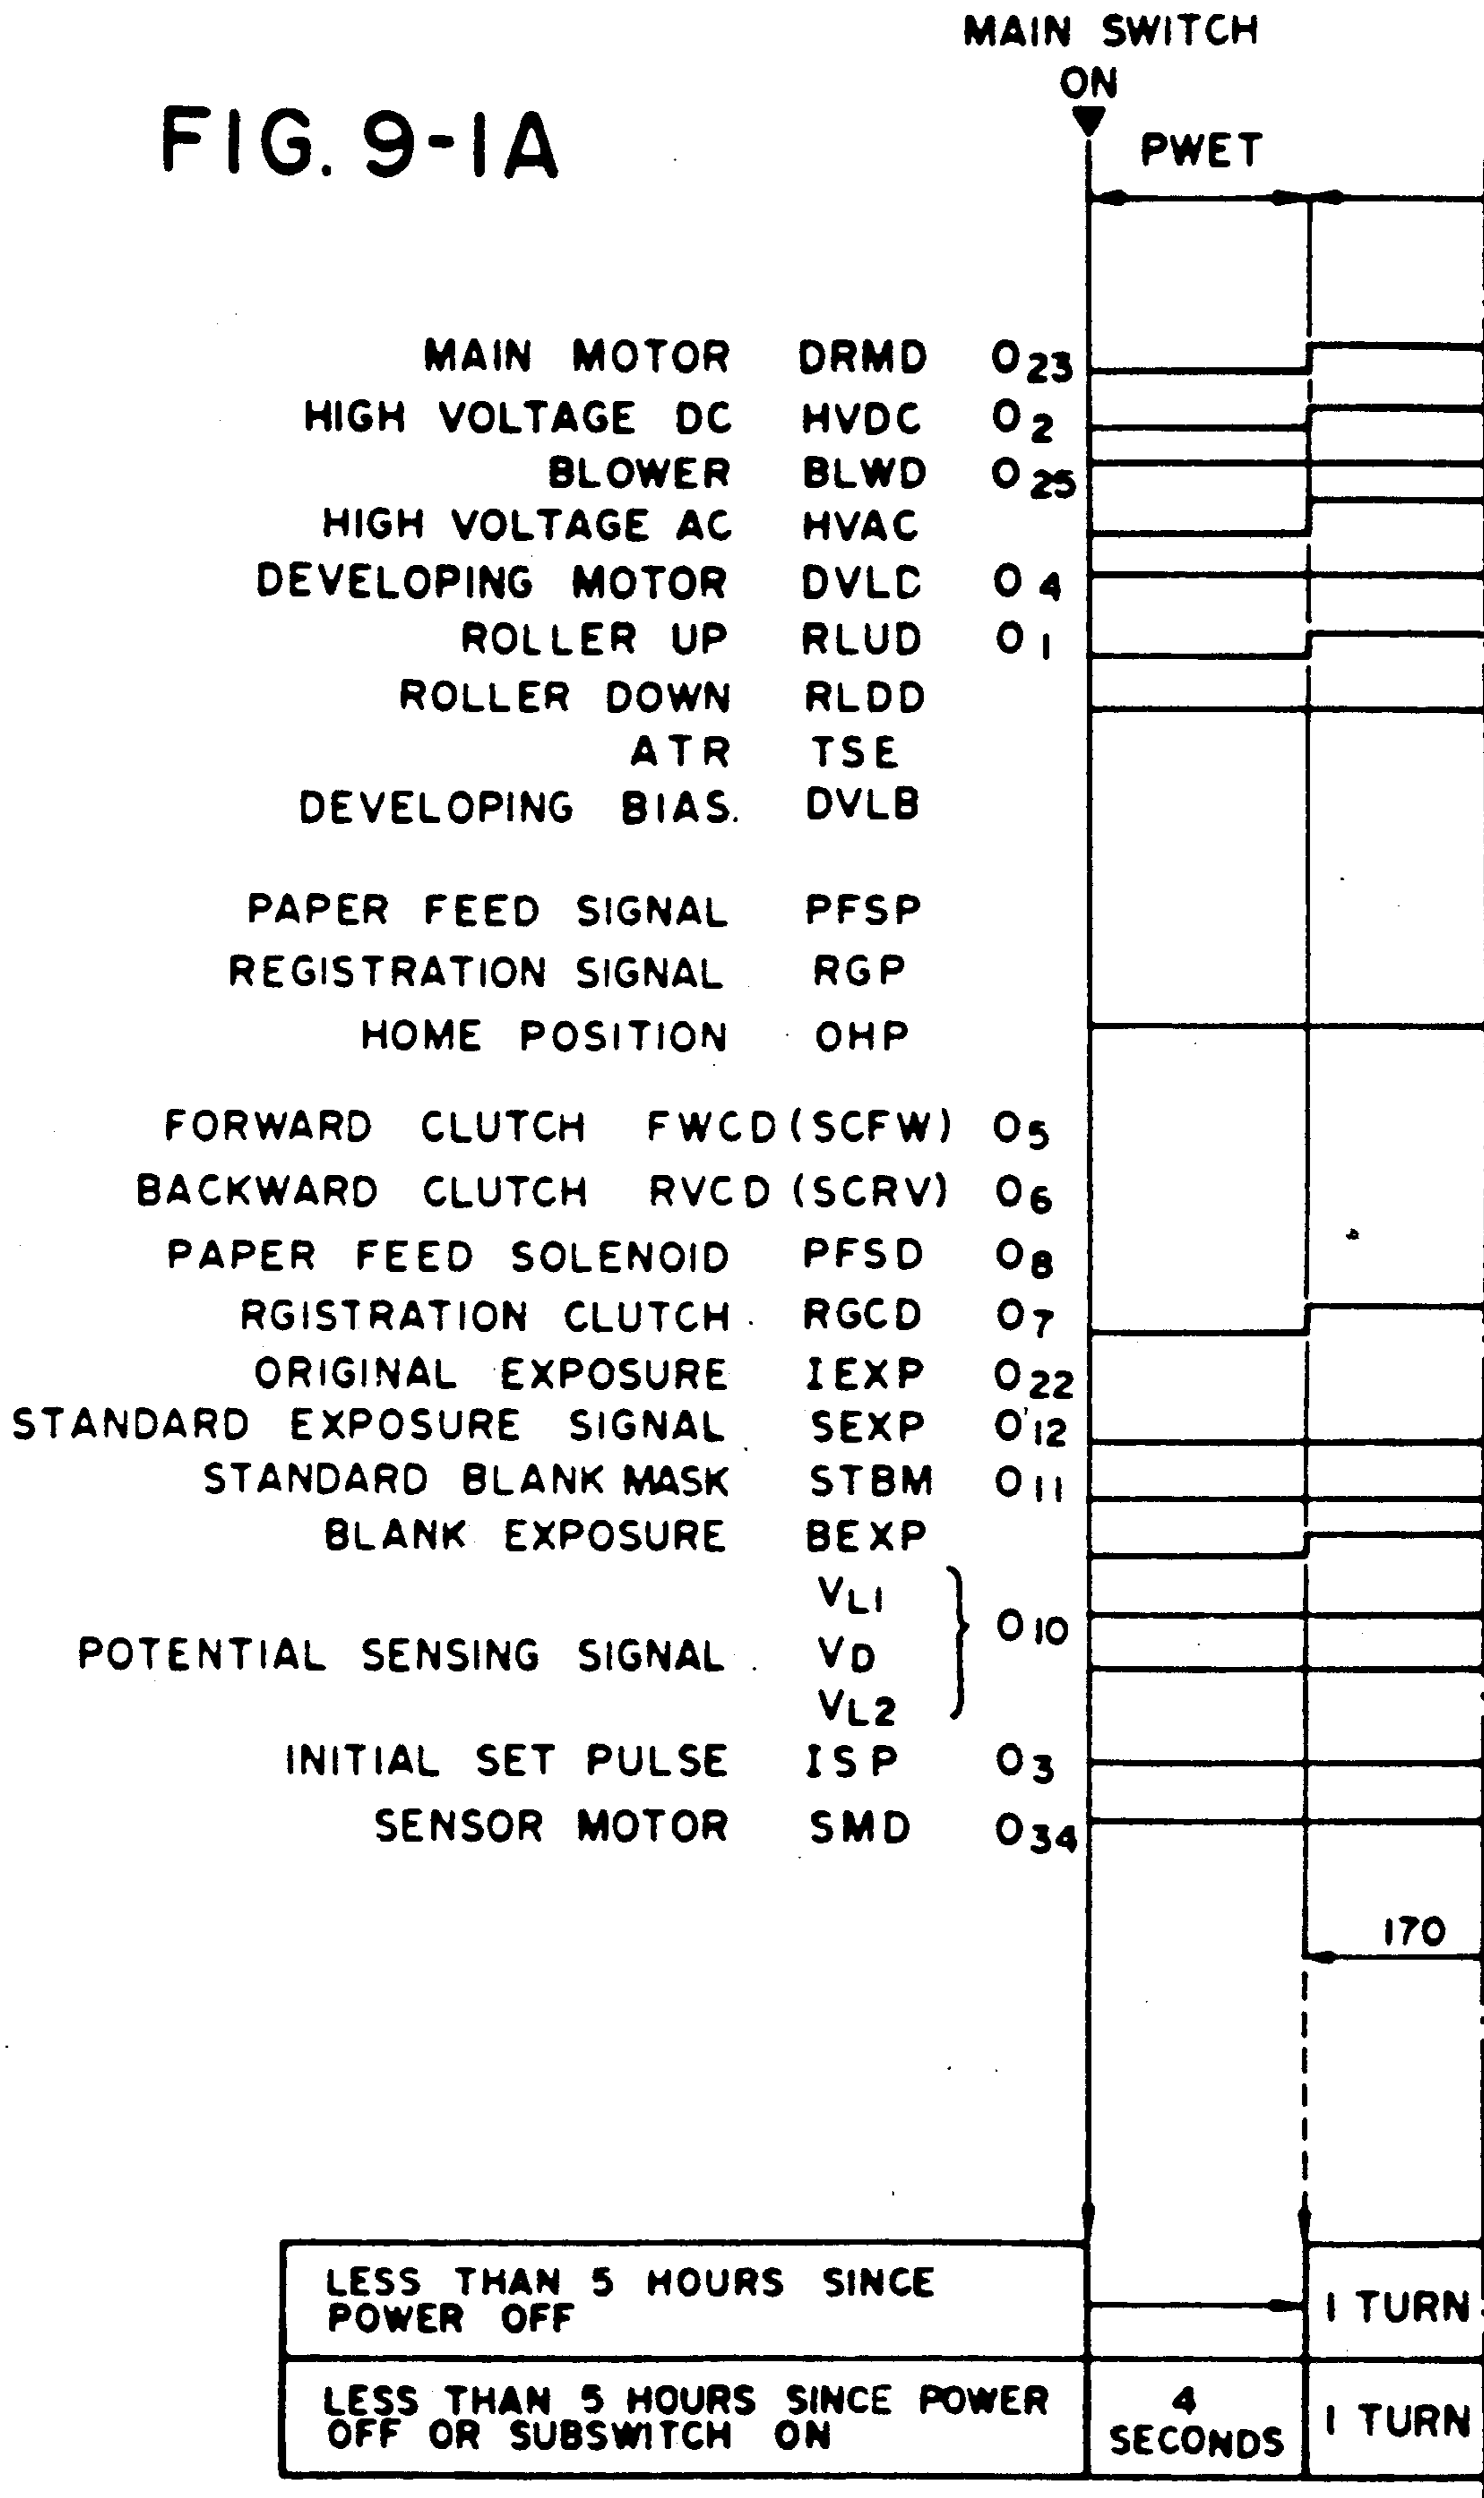 MAIN SWITCH
ON
FIG. 9-1A
PWET
MAIN MOTOR DRMD O23
HIGH VOLTAGE DC HVDC O2
BLOWER BLWD O25
HIGH VOLTAGE AC HVAC
DEVELOPING MOTOR DVLD O4
ROLLER UP RLUD O1
ROLLER DOWN RLDD
ATR TSE
DEVELOPING BIAS. DVLB
PAPER FEED SIGNAL PFSP
REGISTRATION SIGNAL RGP
HOME POSITION OHP
FORWARD CLUTCH FWCD (SCFW) O5
BACKWARD CLUTCH RVCD (SCRV) O6
PAPER FEED SOLENOID PFSD O8
RGISTRATION CLUTCH RGCD O7
ORIGINAL EXPOSURE IEXP O22
STANDARD EXPOSURE SIGNAL SEXP O12
STANDARD BLANK MASK STBM O11
BLANK EXPOSURE BEXP
VL1
O10
POTENTIAL SENSING SIGNAL VD
VL2
INITIAL SET PULSE ISP O3
SENSOR MOTOR SMD O34
170
LESS THAN 5 HOURS SINCE
POWER OFF
1 TURN
LESS THAN 5 HOURS SINCE POWER
OFF OR SUBSWITCH ON
4
SECONDS
1 TURN